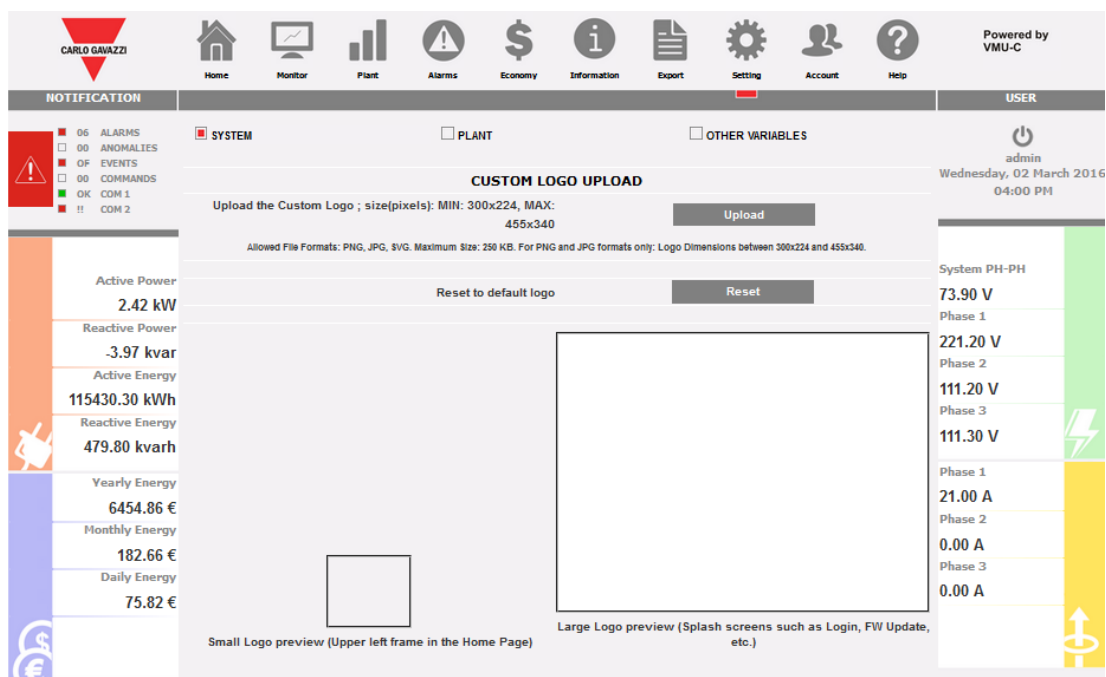 CARLO GAVAZZI
Home
Monitor
Plant
Alarms
Economy
Information
Export
Setting
Account
Help
Powered by
VMU-C
NOTIFICATION
USER
06 ALARMS
00 ANOMALIES
OF EVENTS
00 COMMANDS
OK COM 1
!! COM 2
SYSTEM
PLANT
OTHER VARIABLES
admin
Wednesday, 02 March 2016
04:00 PM
CUSTOM LOGO UPLOAD
Upload the Custom Logo ; size(pixels): MIN: 300x224, MAX:
455x340
Upload
Allowed File Formats: PNG, JPG, SVG. Maximum Size: 250 KB. For PNG and JPG formats only: Logo Dimensions between 300x224 and 455x340.
Reset to default logo
Reset
Active Power
2.42 kW
Reactive Power
-3.97 kvar
Active Energy
115430.30 kWh
Reactive Energy
479.80 kvarh
Yearly Energy
6454.86 €
Monthly Energy
182.66 €
Daily Energy
75.82 €
Small Logo preview (Upper left frame in the Home Page)
Large Logo preview (Splash screens such as Login, FW Update,
etc.)
System PH-PH
73.90 V
Phase 1
221.20 V
Phase 2
111.20 V
Phase 3
111.30 V
Phase 1
21.00 A
Phase 2
0.00 A
Phase 3
0.00 A